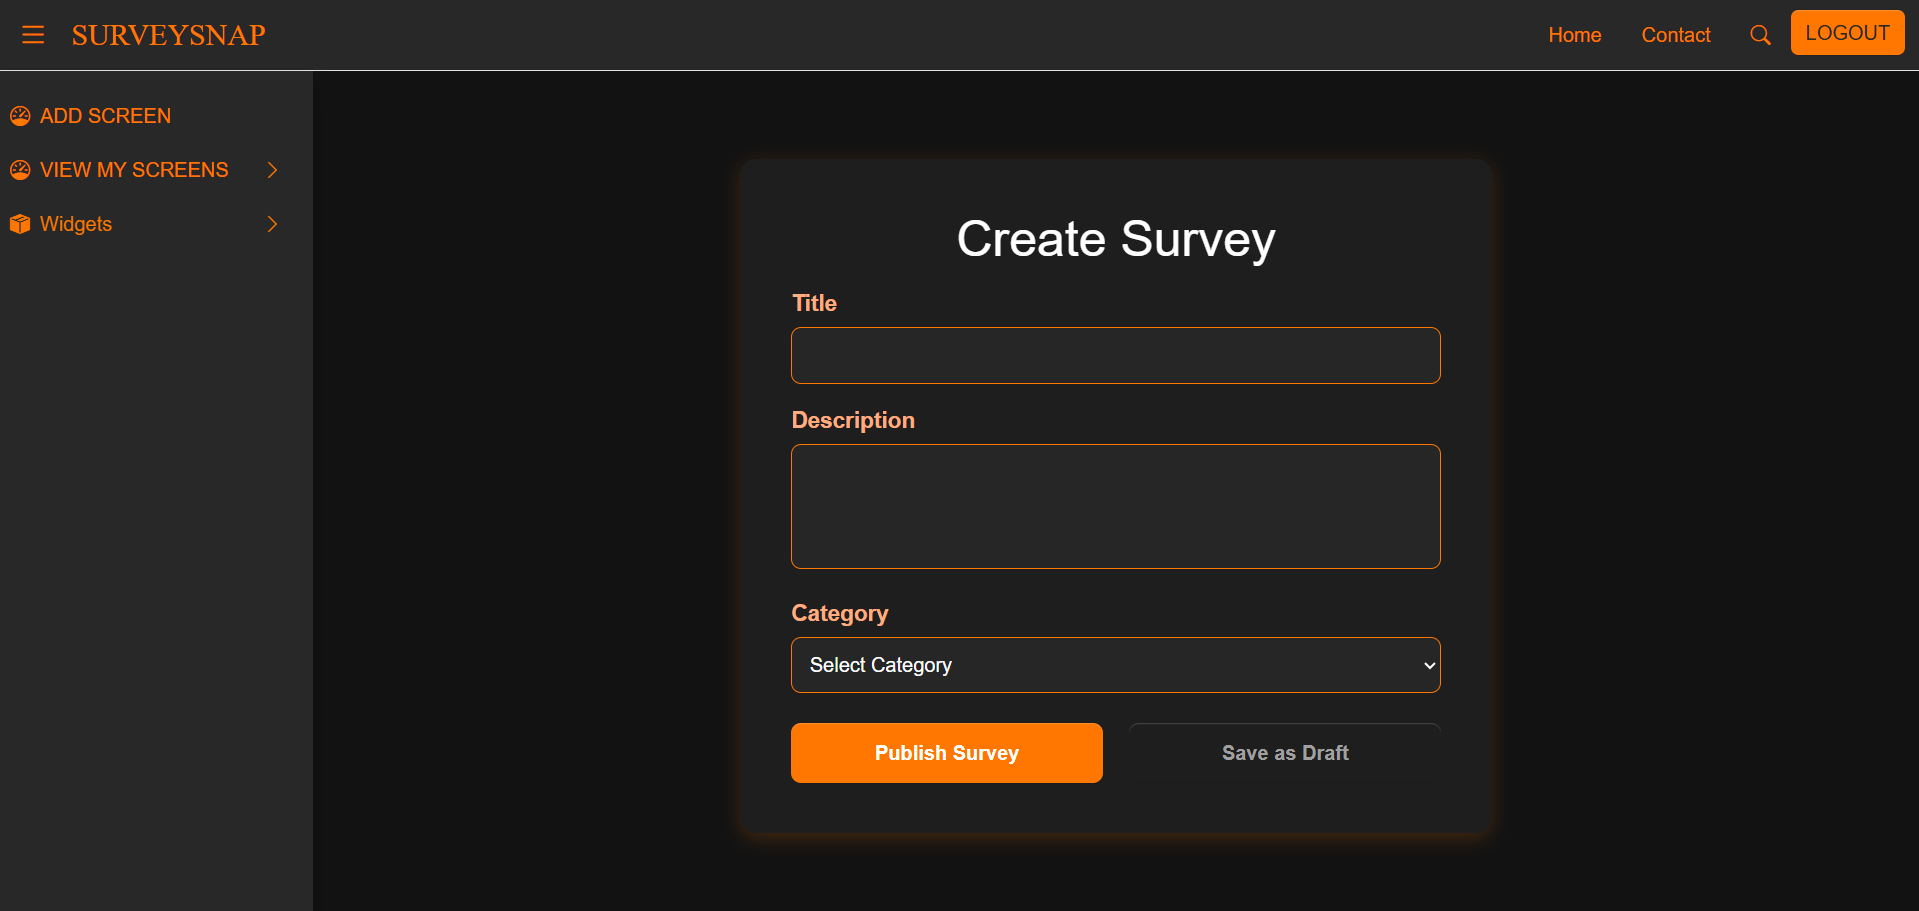 SURVEYSNAP
Home
Contact
LOGOUT
ADD SCREEN
VIEW MY SCREENS
Widgets
Create Survey
Title
Description
Category
Select Category
Publish Survey
Save as Draft